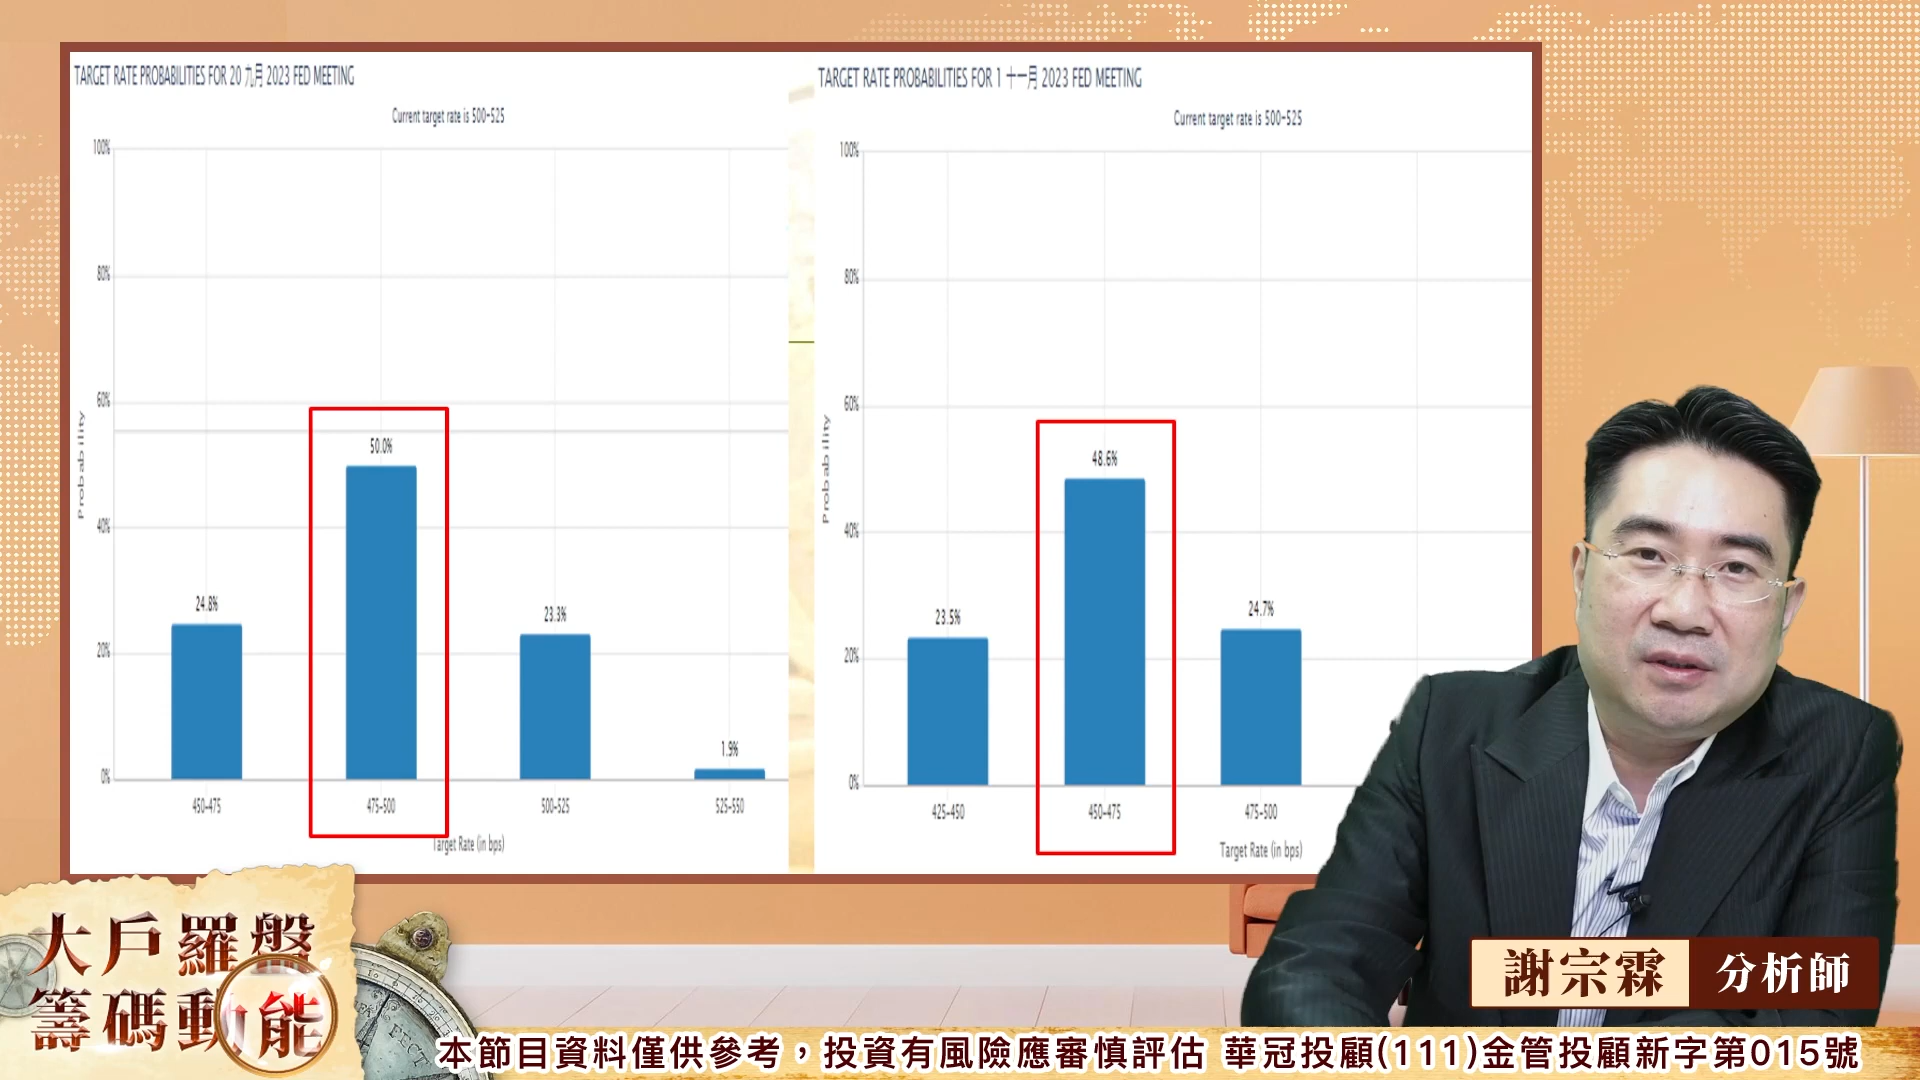 TARGET RATE PROBABILITIES FOR 20 九月 2023 FED MEETING
Current target rate is 500-525
100%
80%
60%
40%
20%
0%
Probability
24.8%
50.0%
23.3%
1.9%
450-475
475-500
500-525
525-550
Target Rate (in bps)
TARGET RATE PROBABILITIES FOR 1 十一月 2023 FED MEETING
Current target rate is 500-525
100%
80%
60%
40%
20%
0%
Probability
23.5%
48.6%
24.7%
425-450
450-475
475-500
Target Rate (in bps)
大戶羅盤
籌碼動能
謝宗霖 分析師
本節目資料僅供參考，投資有風險應審慎評估 華冠投顧(111)金管投顧新字第015號